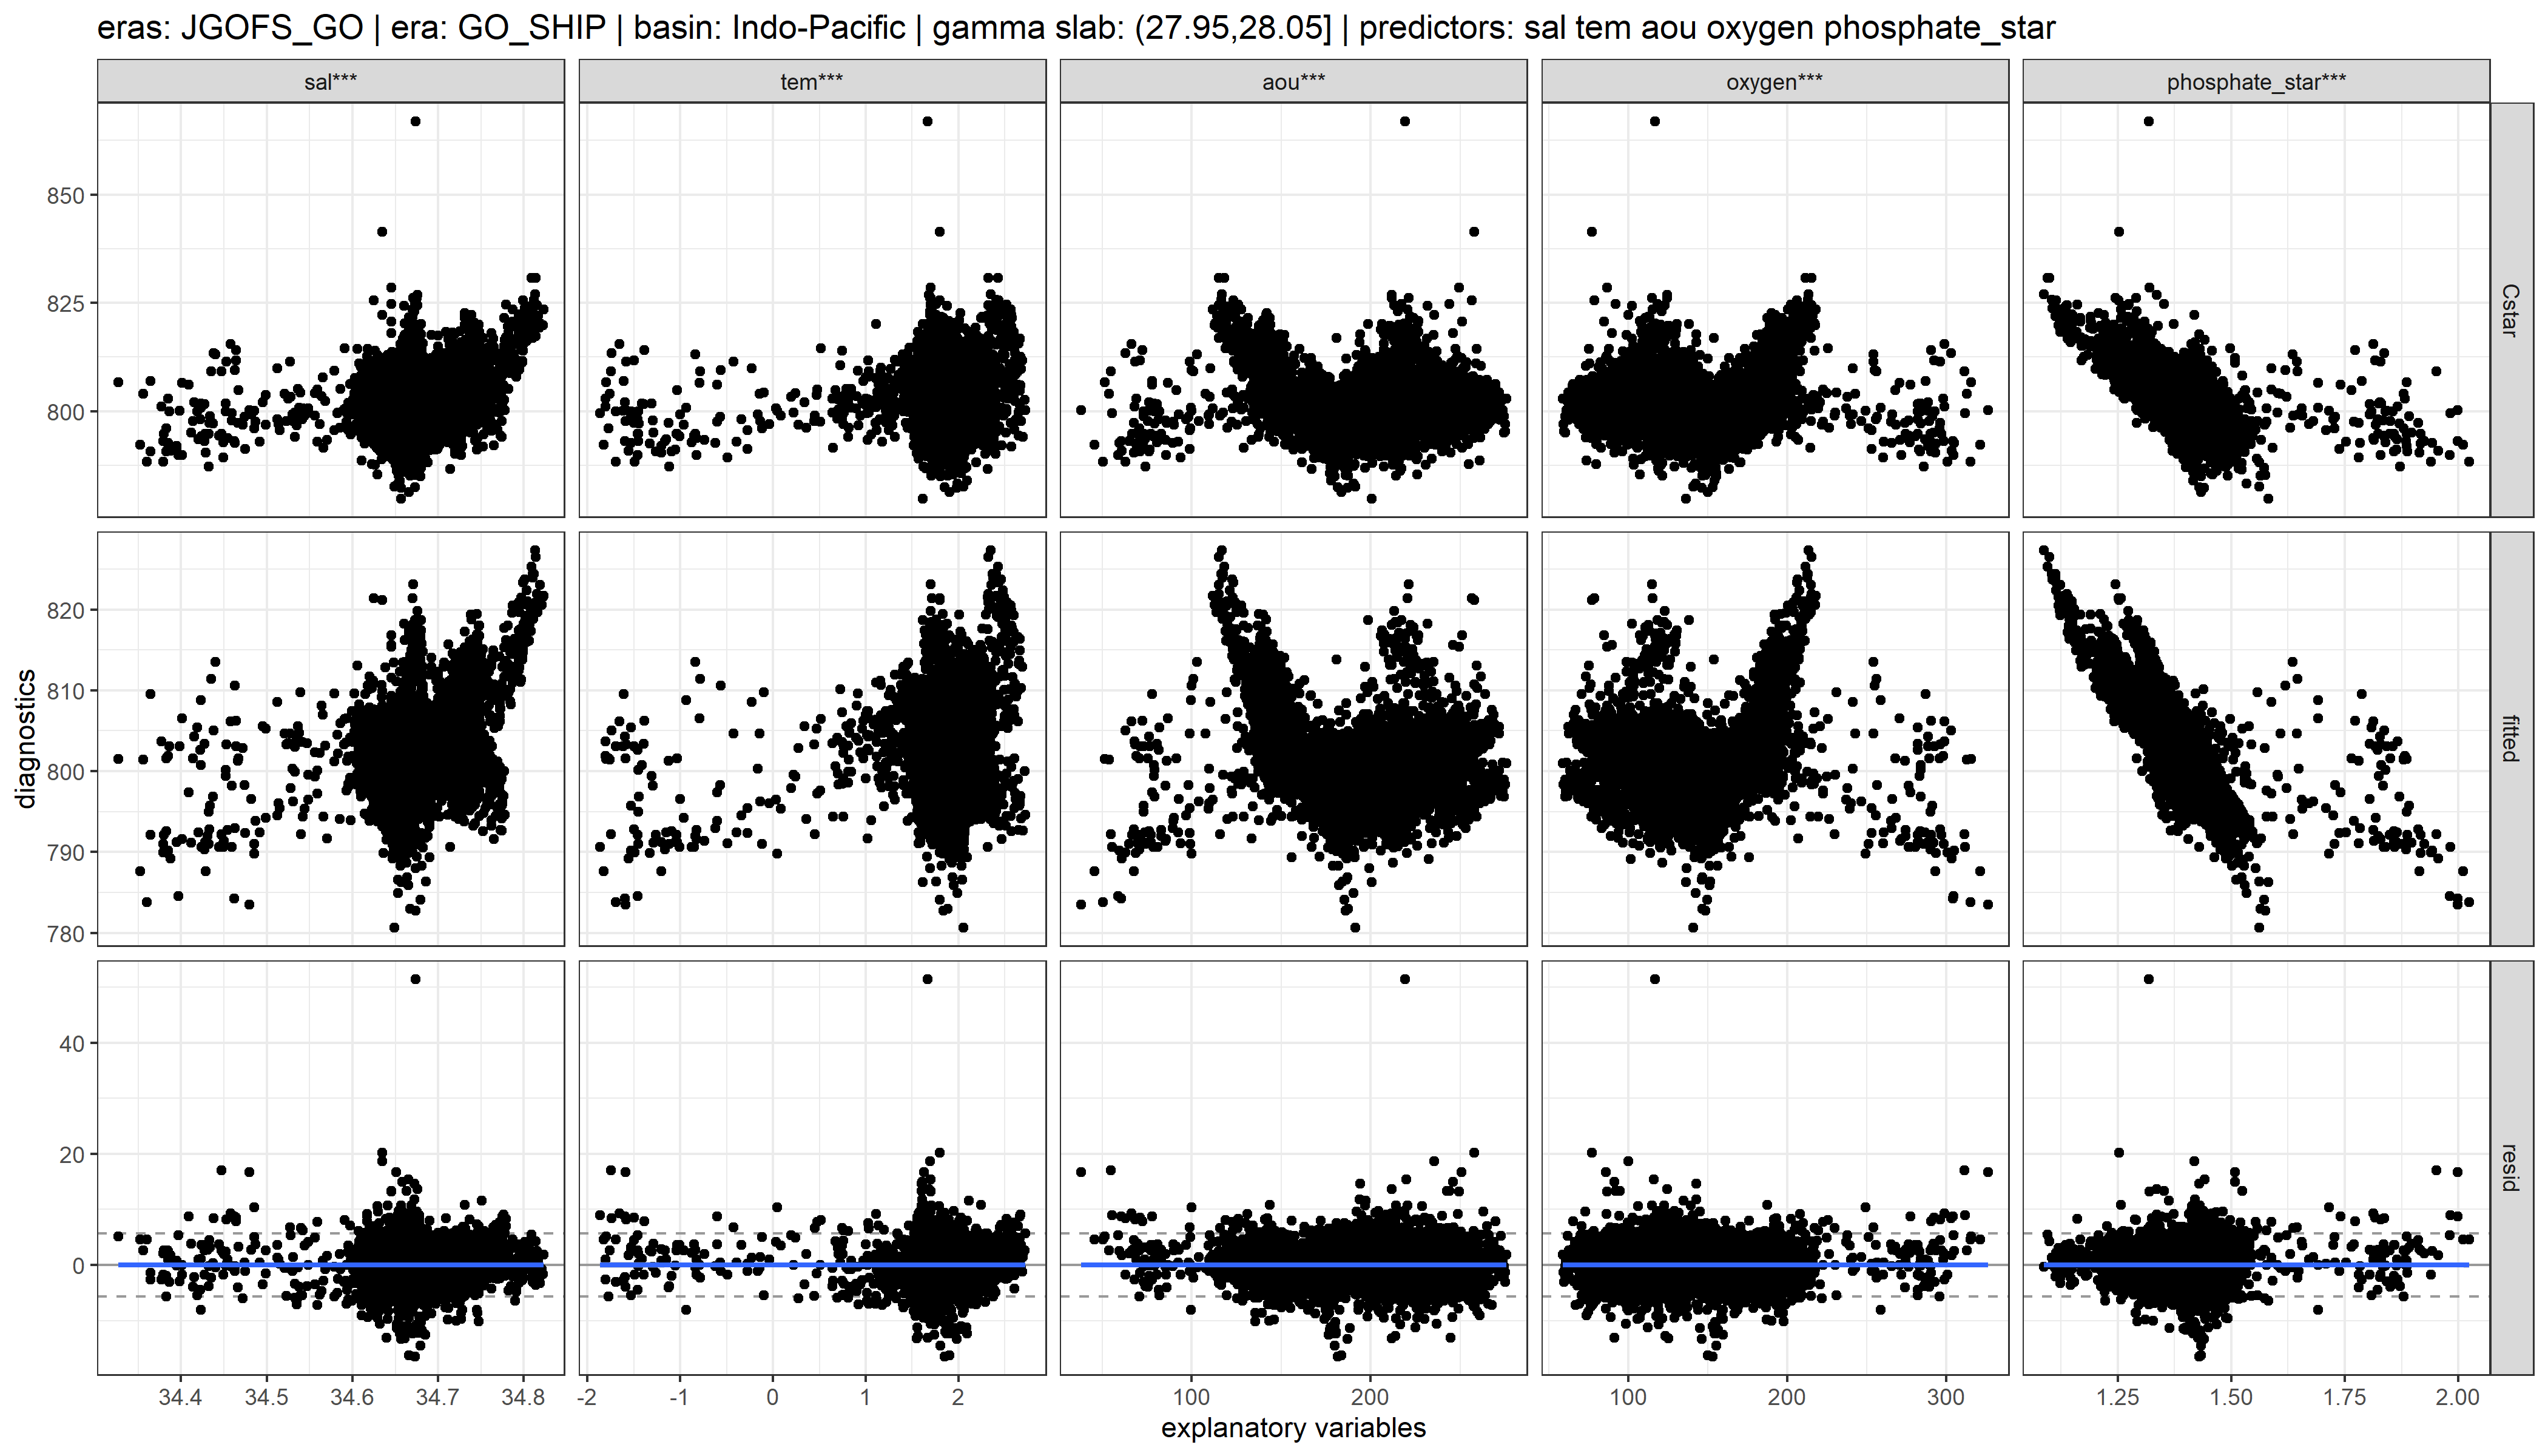 eras: JGOFS_GO | era: GO_SHIP | basin: Indo-Pacific | gamma slab: (27.95,28.05] | predictors: sal tem aou oxygen phosphate_star
sal*** tem*** aou*** oxygen*** phosphate_star***
850
825
800
Cstar
820
810
800
790
780
fitted
diagnostics
40
20
0
resid
34.4 34.5 34.6 34.7 34.8 -2 -1 0 1 2 100 200 100 200 300 1.25 1.50 1.75 2.00
explanatory variables